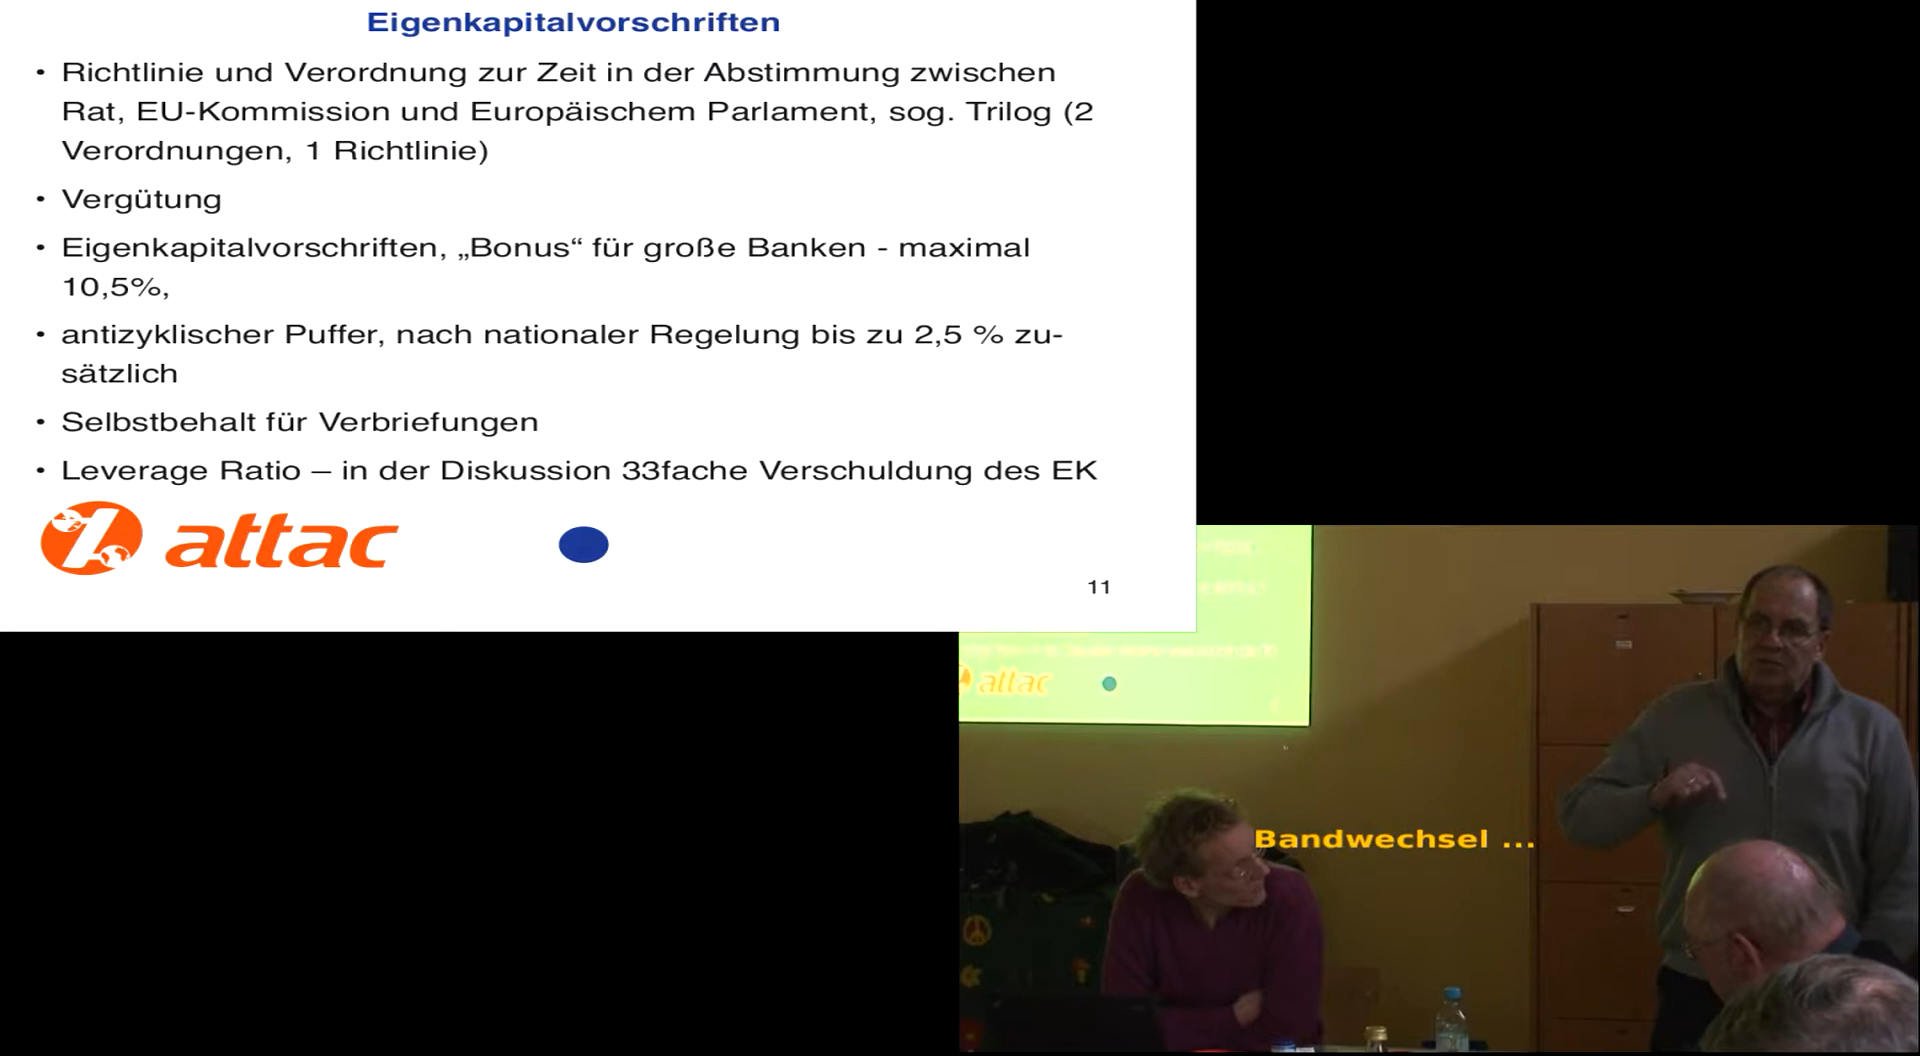 Eigenkapitalvorschriften
• Richtlinie und Verordnung zur Zeit in der Abstimmung zwischen
Rat, EU-Kommission und Europäischem Parlament, sog. Trilog (2
Verordnungen, 1 Richtlinie)
• Vergütung
• Eigenkapitalvorschriften, „Bonus“ für große Banken - maximal
10,5%,
• antizyklischer Puffer, nach nationaler Regelung bis zu 2,5 % zu-
sätzlich
• Selbstbehalt für Verbriefungen
• Leverage Ratio – in der Diskussion 33fache Verschuldung des EK
attac
11
attac
Bandwechsel ...